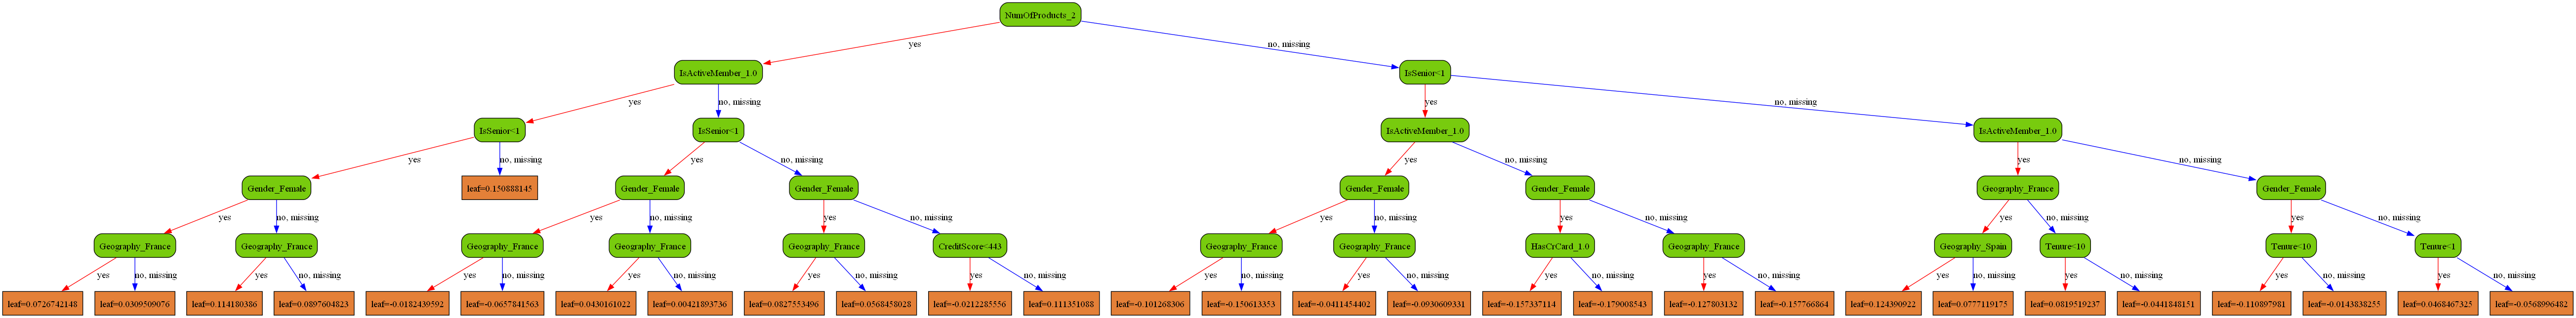 NumOfProducts_2
yes
no, missing
IsActiveMember_1.0
IsSenior<1
yes
no, missing
yes
no, missing
IsSenior<1
IsSenior<1
IsActiveMember_1.0
IsActiveMember_1.0
yes
no, missing
yes
no, missing
yes
no, missing
yes
no, missing
Gender_Female
leaf=0.150888145
Gender_Female
Gender_Female
Gender_Female
Gender_Female
Geography_France
Gender_Female
yes
no, missing
yes
no, missing
yes
no, missing
yes
no, missing
yes
no, missing
yes
no, missing
yes
no, missing
Geography_France
Geography_France
Geography_France
Geography_France
Geography_France
CreditScore<443
Geography_France
Geography_France
HasCrCard_1.0
Geography_France
Geography_Spain
Tenure<10
Tenure<10
Tenure<1
yes
no, missing
yes
no, missing
yes
no, missing
yes
no, missing
yes
no, missing
yes
no, missing
yes
no, missing
yes
no, missing
yes
no, missing
yes
no, missing
yes
no, missing
yes
no, missing
yes
no, missing
yes
no, missing
leaf=0.0726742148
leaf=0.0309509076
leaf=0.114180386
leaf=0.0897604823
leaf=-0.0182439592
leaf=-0.0657841563
leaf=0.0430161022
leaf=0.00421893736
leaf=0.0827553496
leaf=0.0568458028
leaf=-0.0212285556
leaf=0.111351088
leaf=-0.101268306
leaf=-0.150613353
leaf=-0.0411454402
leaf=-0.0930609331
leaf=-0.157337114
leaf=-0.179008543
leaf=-0.127803132
leaf=-0.157766864
leaf=0.124390922
leaf=0.0777119175
leaf=0.0819519237
leaf=-0.0441848151
leaf=-0.110897981
leaf=-0.0143838255
leaf=0.0468467325
leaf=-0.0568996482